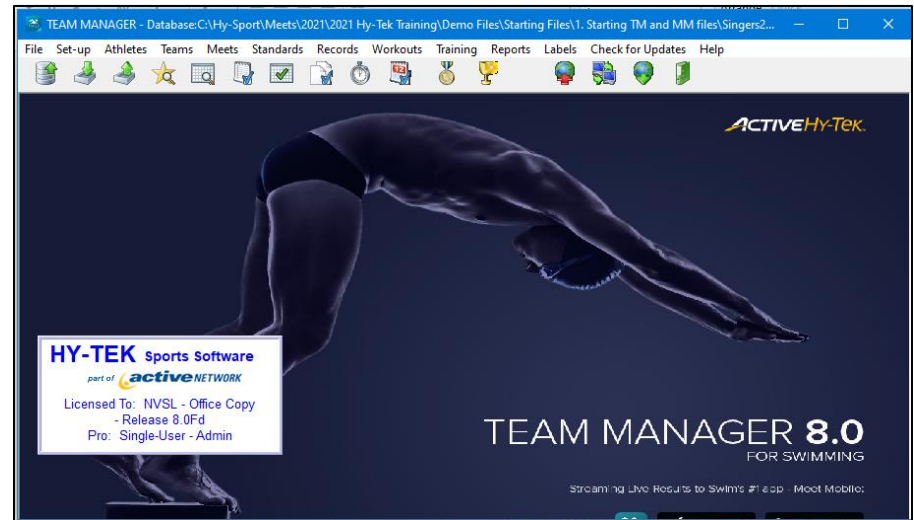 TEAM MANAGER - Database:C:\Hy-Sport\Meets\2021\2021 Hy-Tek Training\Demo Files\Starting Files\1. Starting TM and MM files\Singers2...
File Set-up Athletes Teams Meets Standards Records Workouts Training Reports Labels Check for Updates Help
ACTIVEHY-TEK.
HY-TEK Sports Software
part of active NETWORK
Licensed To: NVSL - Office Copy
- Release 8.0Fd
Pro: Single-User - Admin
TEAM MANAGER 8.0
FOR SWIMMING
Streaming Live Results to Swim's #1 app - Meet Mobile: